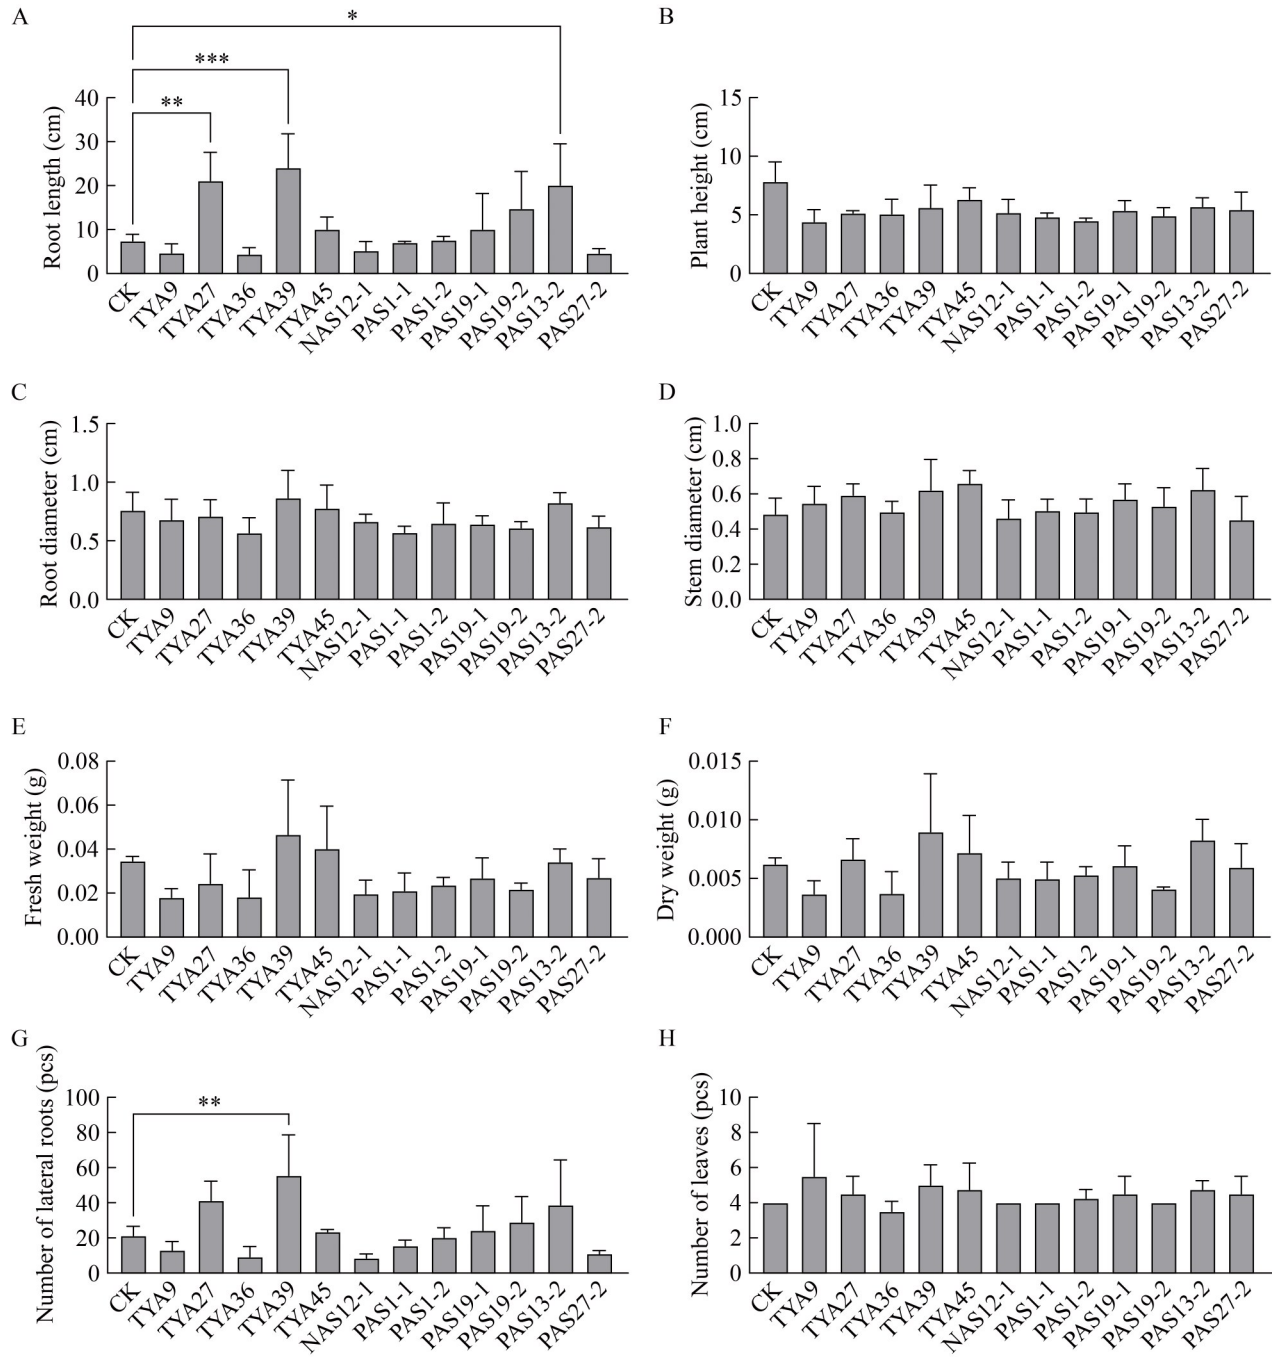 A
*
***
**
Root length (cm)
40
30
20
10
0
CK
TYA9
TYA27
TYA36
TYA39
TYA45
NAS12-1
PAS1-1
PAS1-2
PAS19-1
PAS19-2
PAS13-2
PAS27-2
B
Plant height (cm)
15
10
5
0
CK
TYA9
TYA27
TYA36
TYA39
TYA45
NAS12-1
PAS1-1
PAS1-2
PAS19-1
PAS19-2
PAS13-2
PAS27-2
C
Root diameter (cm)
1.5
1.0
0.5
0.0
CK
TYA9
TYA27
TYA36
TYA39
TYA45
NAS12-1
PAS1-1
PAS1-2
PAS19-1
PAS19-2
PAS13-2
PAS27-2
D
Stem diameter (cm)
1.0
0.8
0.6
0.4
0.2
0.0
CK
TYA9
TYA27
TYA36
TYA39
TYA45
NAS12-1
PAS1-1
PAS1-2
PAS19-1
PAS19-2
PAS13-2
PAS27-2
E
Fresh weight (g)
0.08
0.06
0.04
0.02
0.00
CK
TYA9
TYA27
TYA36
TYA39
TYA45
NAS12-1
PAS1-1
PAS1-2
PAS19-1
PAS19-2
PAS13-2
PAS27-2
F
Dry weight (g)
0.015
0.010
0.005
0.000
CK
TYA9
TYA27
TYA36
TYA39
TYA45
NAS12-1
PAS1-1
PAS1-2
PAS19-1
PAS19-2
PAS13-2
PAS27-2
G
**
Number of lateral roots (pcs)
100
80
60
40
20
0
CK
TYA9
TYA27
TYA36
TYA39
TYA45
NAS12-1
PAS1-1
PAS1-2
PAS19-1
PAS19-2
PAS13-2
PAS27-2
H
Number of leaves (pcs)
10
8
6
4
2
0
CK
TYA9
TYA27
TYA36
TYA39
TYA45
NAS12-1
PAS1-1
PAS1-2
PAS19-1
PAS19-2
PAS13-2
PAS27-2